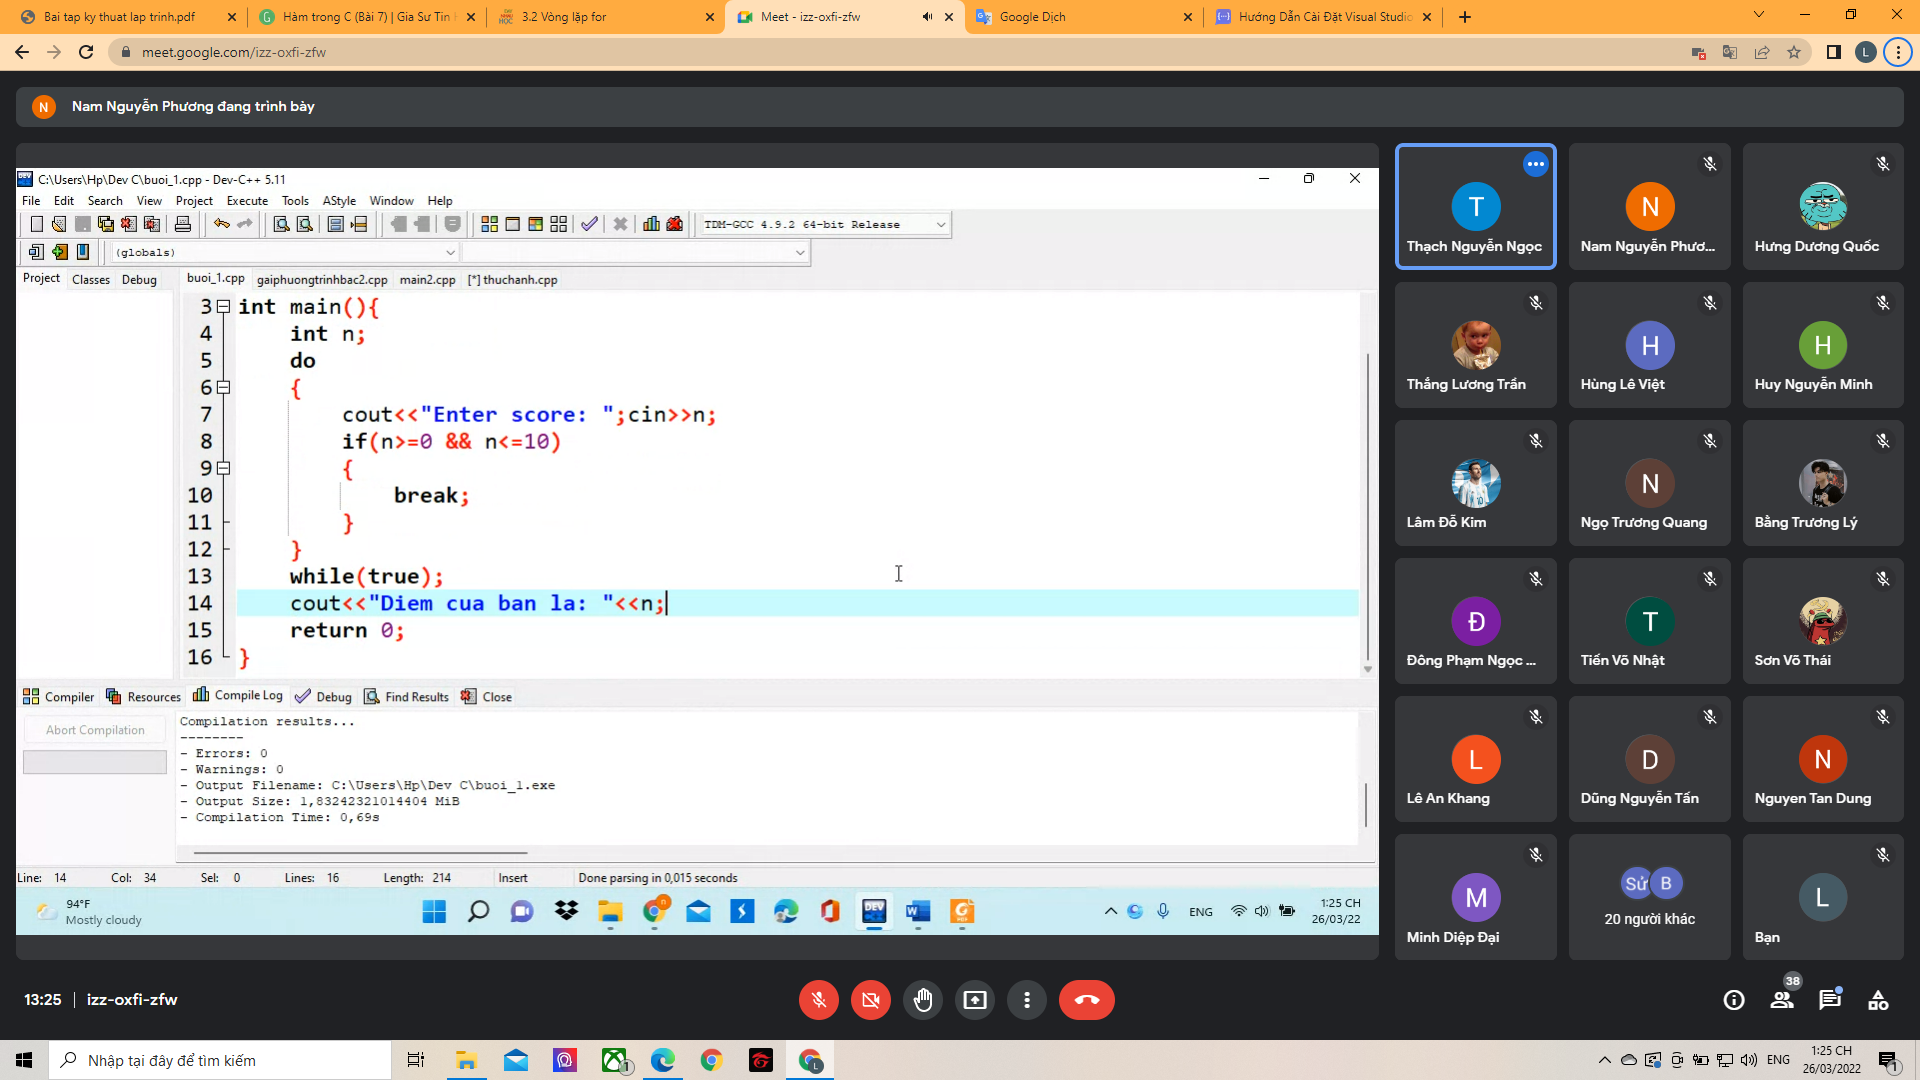 Bai tap ky thuat lap trinh.pdf
Hàm trong C (Bài 7) | Gia Sư Tin H
3.2 Vòng lặp for
Meet - izz-oxfi-zfw
Google Dịch
Hướng Dẫn Cài Đặt Visual Studio
meet.google.com/izz-oxfi-zfw
L
N
Nam Nguyễn Phương đang trình bày
C:\Users\Hp\Dev C\buoi_1.cpp - Dev-C++ 5.11
File Edit Search View Project Execute Tools AStyle Window Help
TDM-GCC 4.9.2 64-bit Release
(globals)
Project Classes Debug
buoi_1.cpp gaiphuongtrinhbac2.cpp main2.cpp [*] thuchanh.cpp
3 int main(){
4 int n;
5 do
6 {
7 cout<<"Enter score: ";cin>>n;
8 if(n>=0 && n<=10)
9 {
10 break;
11 }
12 }
13 while(true);
14 cout<<"Diem cua ban la: "<<n;
15 return 0;
16 }
Compiler Resources Compile Log Debug Find Results Close
Abort Compilation
Compilation results...
--------
- Errors: 0
- Warnings: 0
- Output Filename: C:\Users\Hp\Dev C\buoi_1.exe
- Output Size: 1,83242321014404 MiB
- Compilation Time: 0,69s
Line: 14 Col: 34 Sel: 0 Lines: 16 Length: 214 Insert Done parsing in 0,015 seconds
94°F
Mostly cloudy
DEV
ENG
1:25 CH
26/03/22
T
Thạch Nguyễn Ngọc
N
Nam Nguyễn Phươ...
Hưng Dương Quốc
Thắng Lương Trần
H
Hùng Lê Việt
H
Huy Nguyễn Minh
Lâm Đỗ Kim
N
Ngọ Trương Quang
Bằng Trương Lý
Đ
Đông Phạm Ngọc ...
T
Tiến Võ Nhật
Sơn Võ Thái
L
Lê An Khang
D
Dũng Nguyễn Tấn
N
Nguyen Tan Dung
M
Minh Diệp Đại
Sử B
20 người khác
L
Bạn
13:25 | izz-oxfi-zfw
38
Nhập tại đây để tìm kiếm
1
L
ENG
1:25 CH
26/03/2022
1